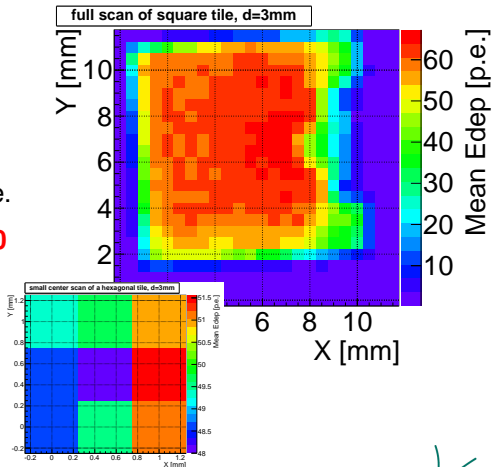 full scan of square tile, d=3mm
Y [mm]
10
8
6
4
2
6 8 10
X [mm]
60
50
40
30
20
10
Mean Edep [p.e.]
e.
0
small center scan of a hexagonal tile, d=3mm
Y [mm]
1.2
1
0.8
0.6
0.4
0.2
0
-0.2
-0.2 0 0.2 0.4 0.6 0.8 1 1.2
X [mm]
51.5
51
50.5
50
49.5
49
48.5
48
Mean Edep [p.e.]